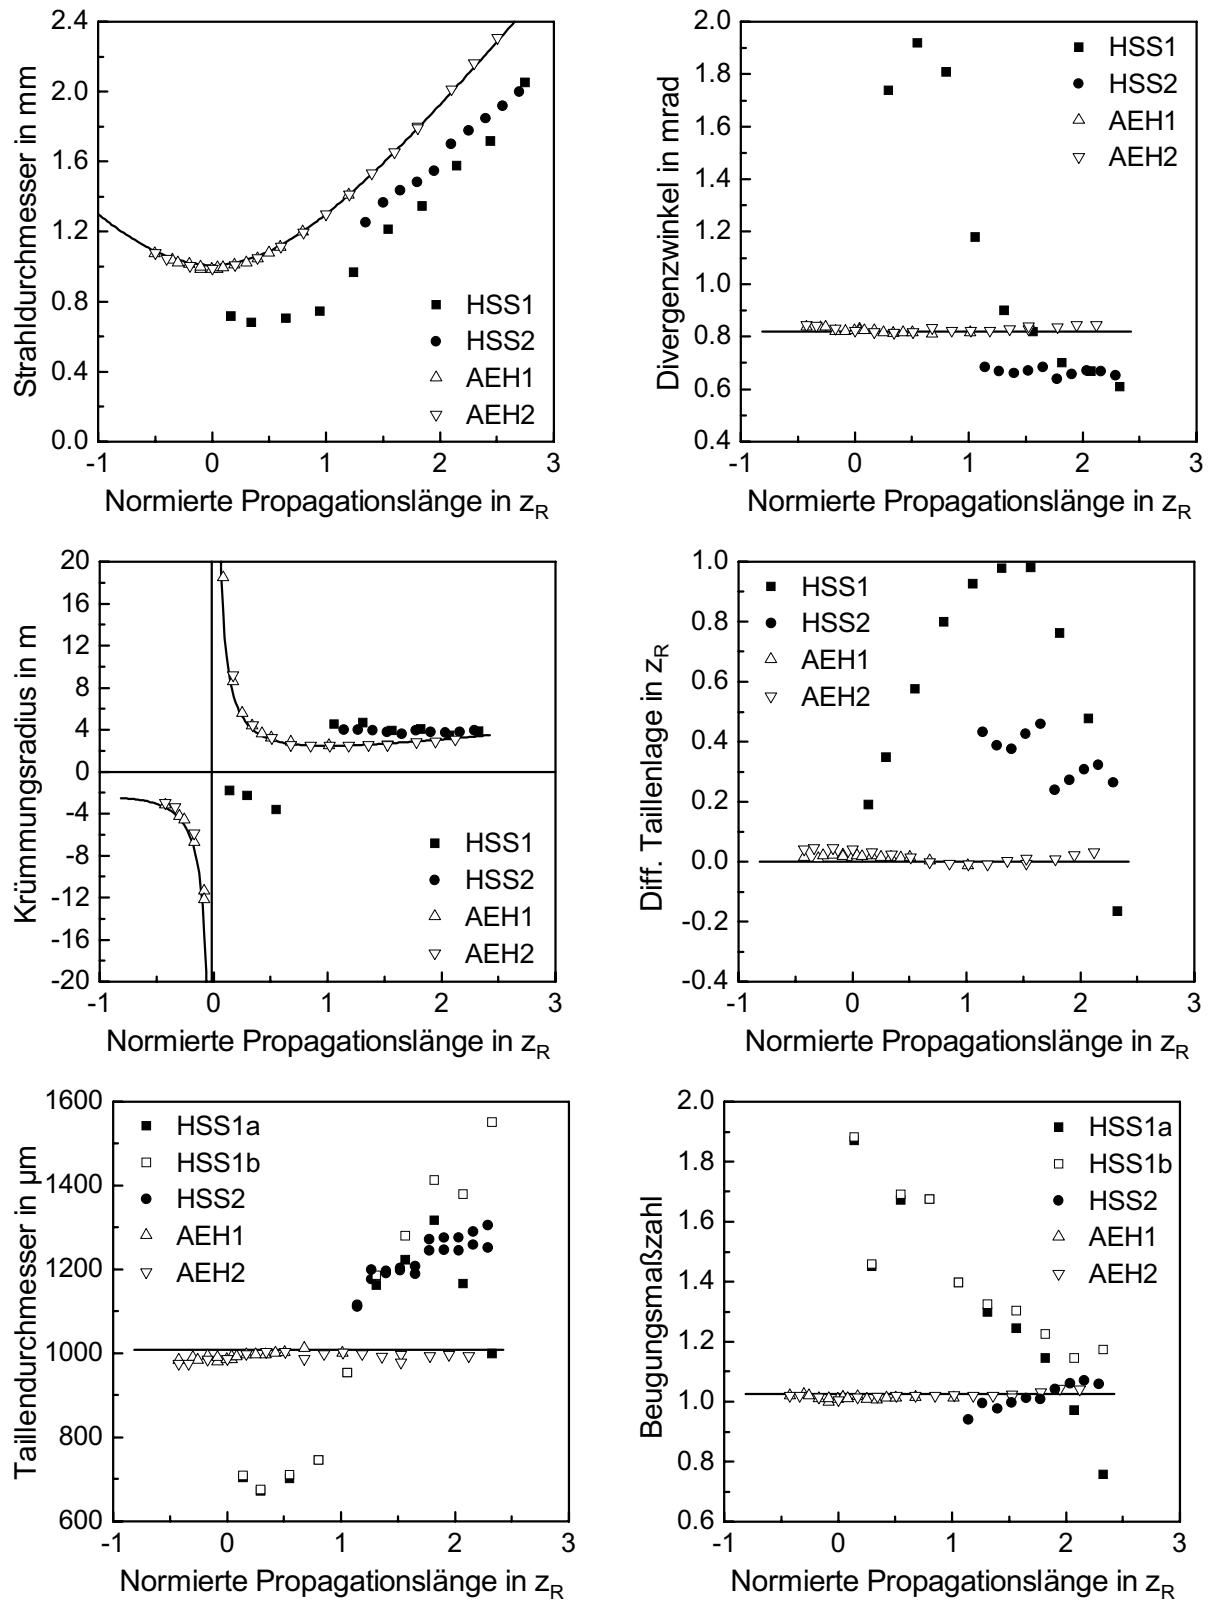 Strahldurchmesser in mm
2.4
2.0
1.6
1.2
0.8
0.4
0.0
-1 0 1 2 3
Normierte Propagationslänge in z_R
HSS1
HSS2
AEH1
AEH2
Divergenzwinkel in mrad
2.0
1.8
1.6
1.4
1.2
1.0
0.8
0.6
0.4
-1 0 1 2 3
Normierte Propagationslänge in z_R
HSS1
HSS2
AEH1
AEH2
Krümmungsradius in m
20
16
12
8
4
0
-4
-8
-12
-16
-20
-1 0 1 2 3
Normierte Propagationslänge in z_R
HSS1
HSS2
AEH1
AEH2
Diff. Taillenlage in z_R
1.0
0.8
0.6
0.4
0.2
0.0
-0.2
-0.4
-1 0 1 2 3
Normierte Propagationslänge in z_R
HSS1
HSS2
AEH1
AEH2
Taillendurchmesser in µm
1600
1400
1200
1000
800
600
-1 0 1 2 3
Normierte Propagationslänge in z_R
HSS1a
HSS1b
HSS2
AEH1
AEH2
Beugungsmaßzahl
2.0
1.8
1.6
1.4
1.2
1.0
0.8
0.6
-1 0 1 2 3
Normierte Propagationslänge in z_R
HSS1a
HSS1b
HSS2
AEH1
AEH2